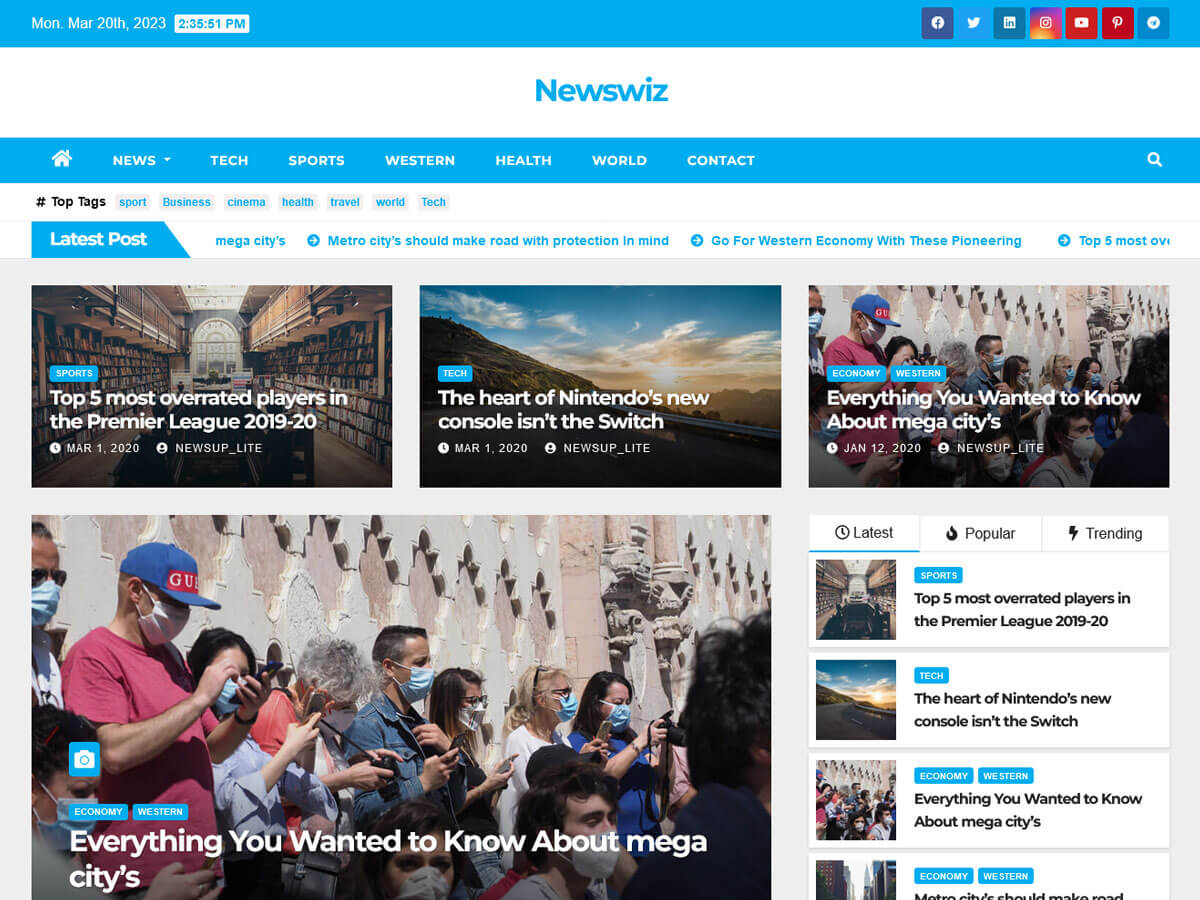 Mon. Mar 20th, 2023 2:35:51 PM
Newswiz
NEWS TECH SPORTS WESTERN HEALTH WORLD CONTACT
# Top Tags sport Business cinema health travel world Tech
Latest Post mega city's Metro city's should make road with protection In mind Go For Western Economy With These Pioneering Top 5 most ove
SPORTS
Top 5 most overrated players in
the Premier League 2019-20
MAR 1, 2020 NEWSUP_LITE
TECH
The heart of Nintendo's new
console isn't the Switch
MAR 1, 2020 NEWSUP_LITE
GU
ECONOMY WESTERN
Everything You Wanted to Know
About mega city's
JAN 12, 2020 NEWSUP_LITE
GU
ECONOMY WESTERN
Everything You Wanted to Know About mega
city's
Latest Popular Trending
SPORTS
Top 5 most overrated players in
the Premier League 2019-20
TECH
The heart of Nintendo's new
console isn't the Switch
ECONOMY WESTERN
Everything You Wanted to Know
About mega city's
ECONOMY WESTERN
Metro city's should make road